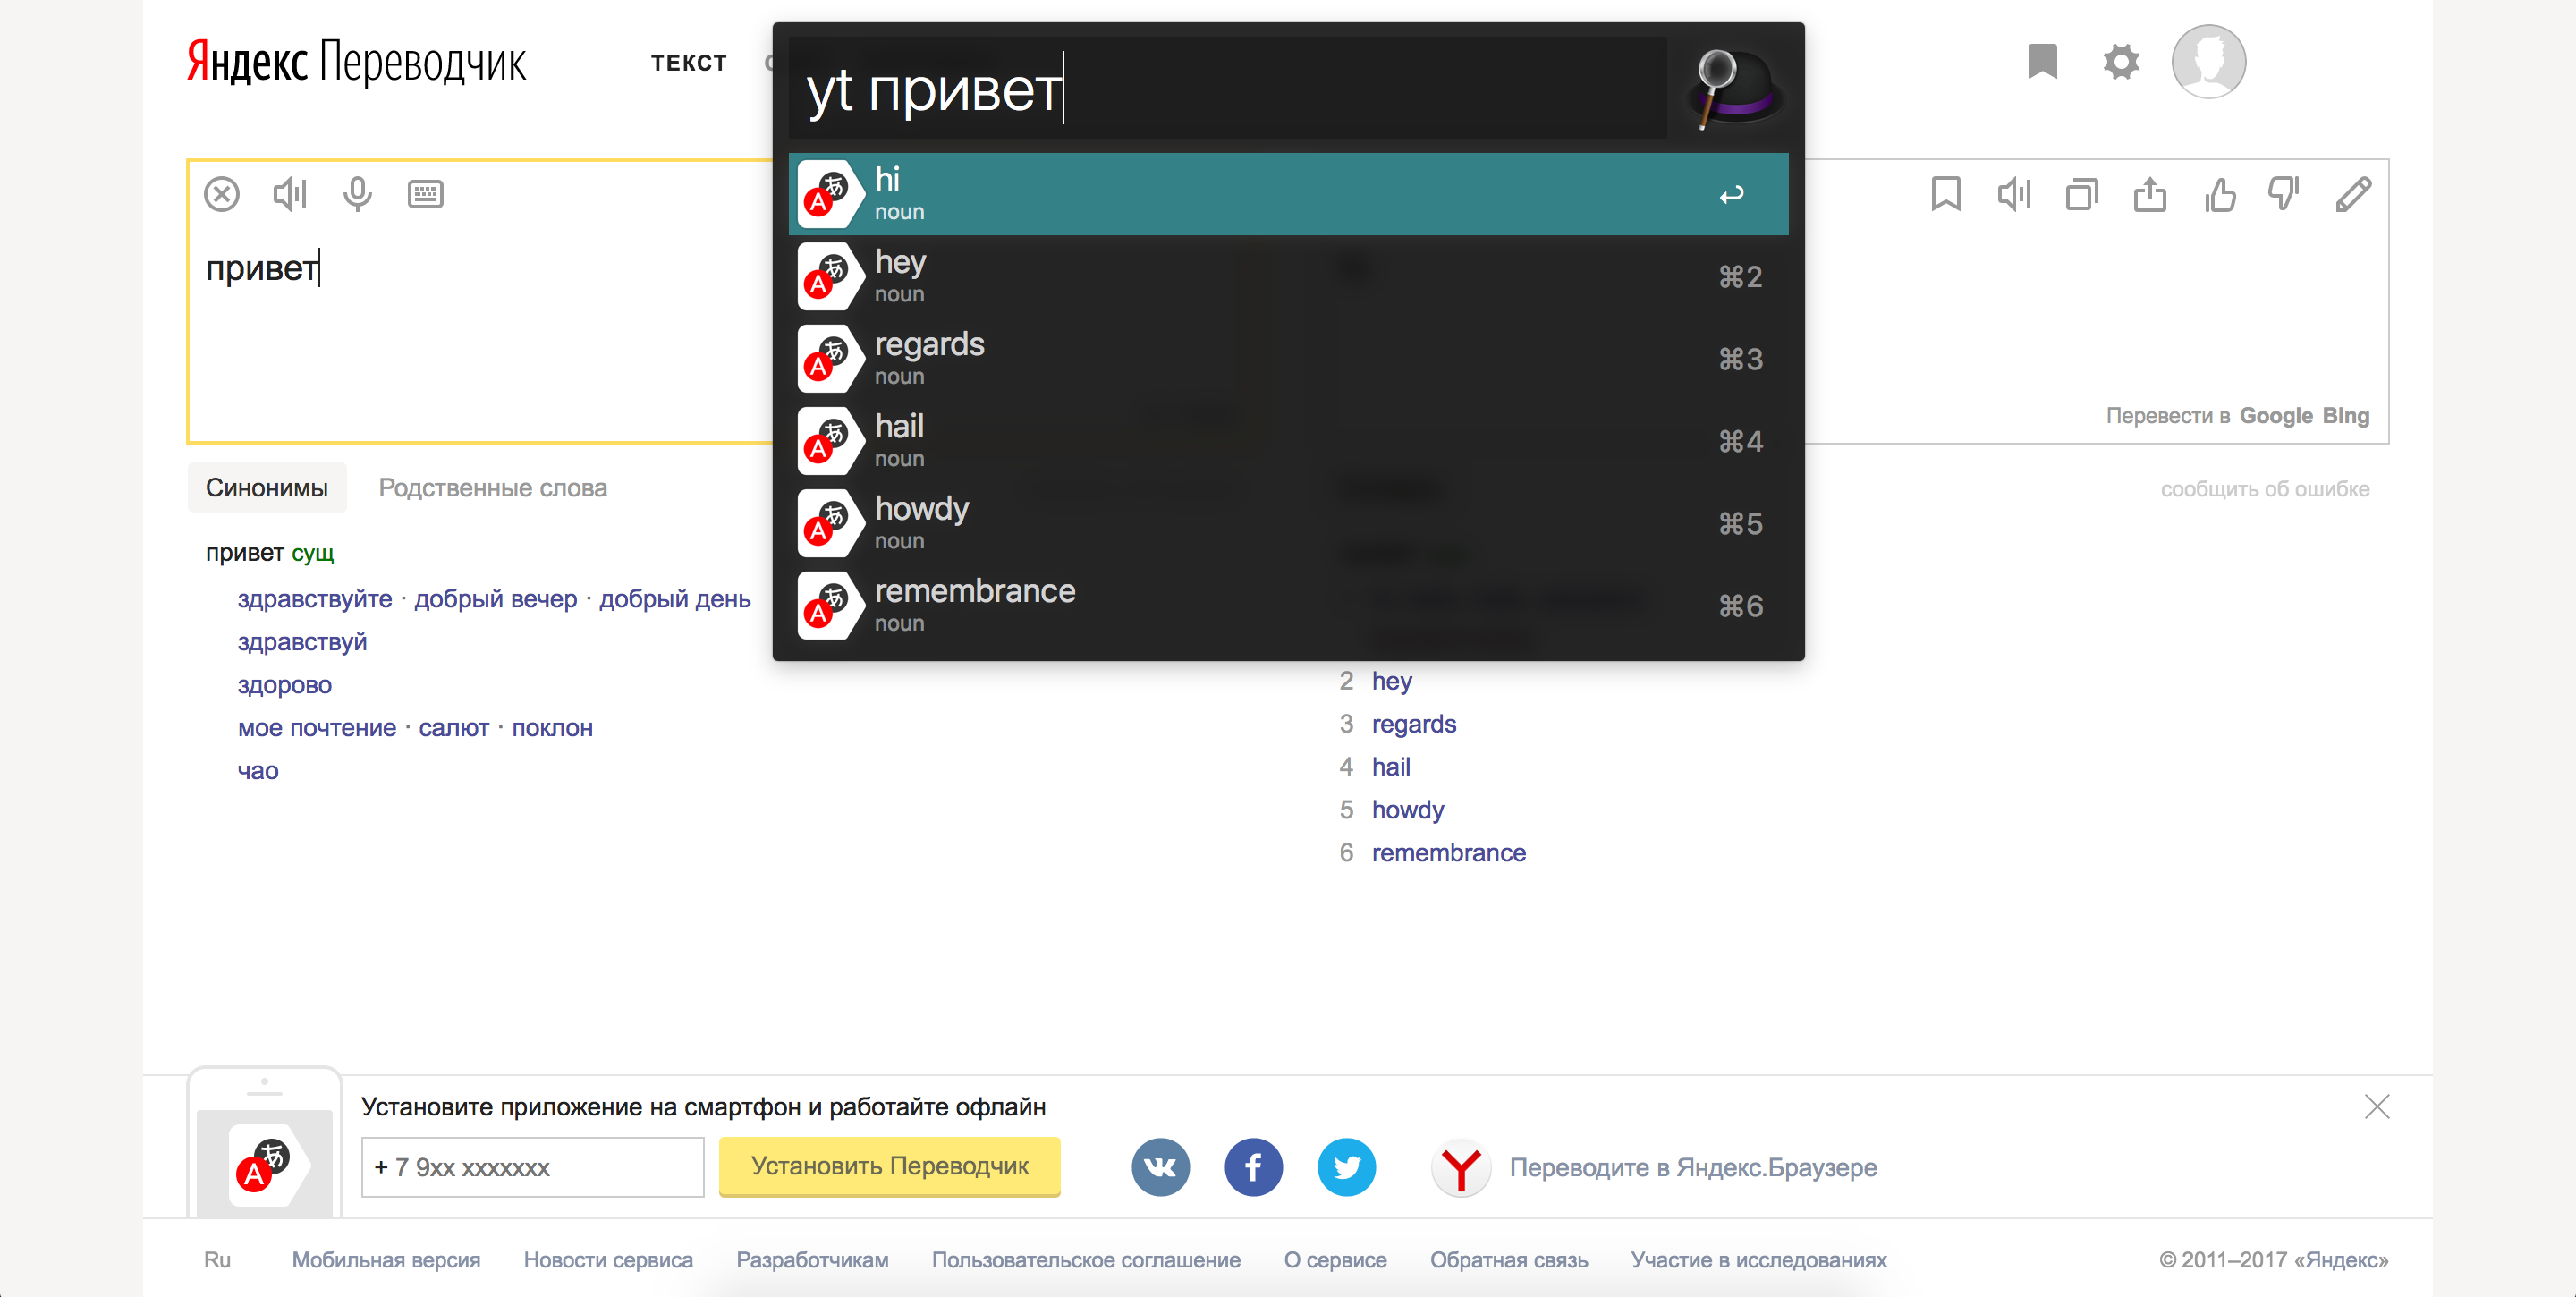 Яндекс Переводчик
ТЕКСТ
yt привет
hi
noun
hey
noun
⌘2
regards
noun
⌘3
hail
noun
⌘4
howdy
noun
⌘5
remembrance
noun
⌘6
привет
Перевести в Google Bing
Синонимы Родственные слова
сообщить об ошибке
привет сущ
здравствуйте · добрый вечер · добрый день
здравствуй
здорово
мое почтение · салют · поклон
чао
2 hey
3 regards
4 hail
5 howdy
6 remembrance
Установите приложение на смартфон и работайте офлайн
+ 7 9xx xxxxxxx
Установить Переводчик
Переводите в Яндекс.Браузере
Ru Мобильная версия Новости сервиса Разработчикам Пользовательское соглашение О сервисе Обратная связь Участие в исследованиях © 2011–2017 «Яндекс»